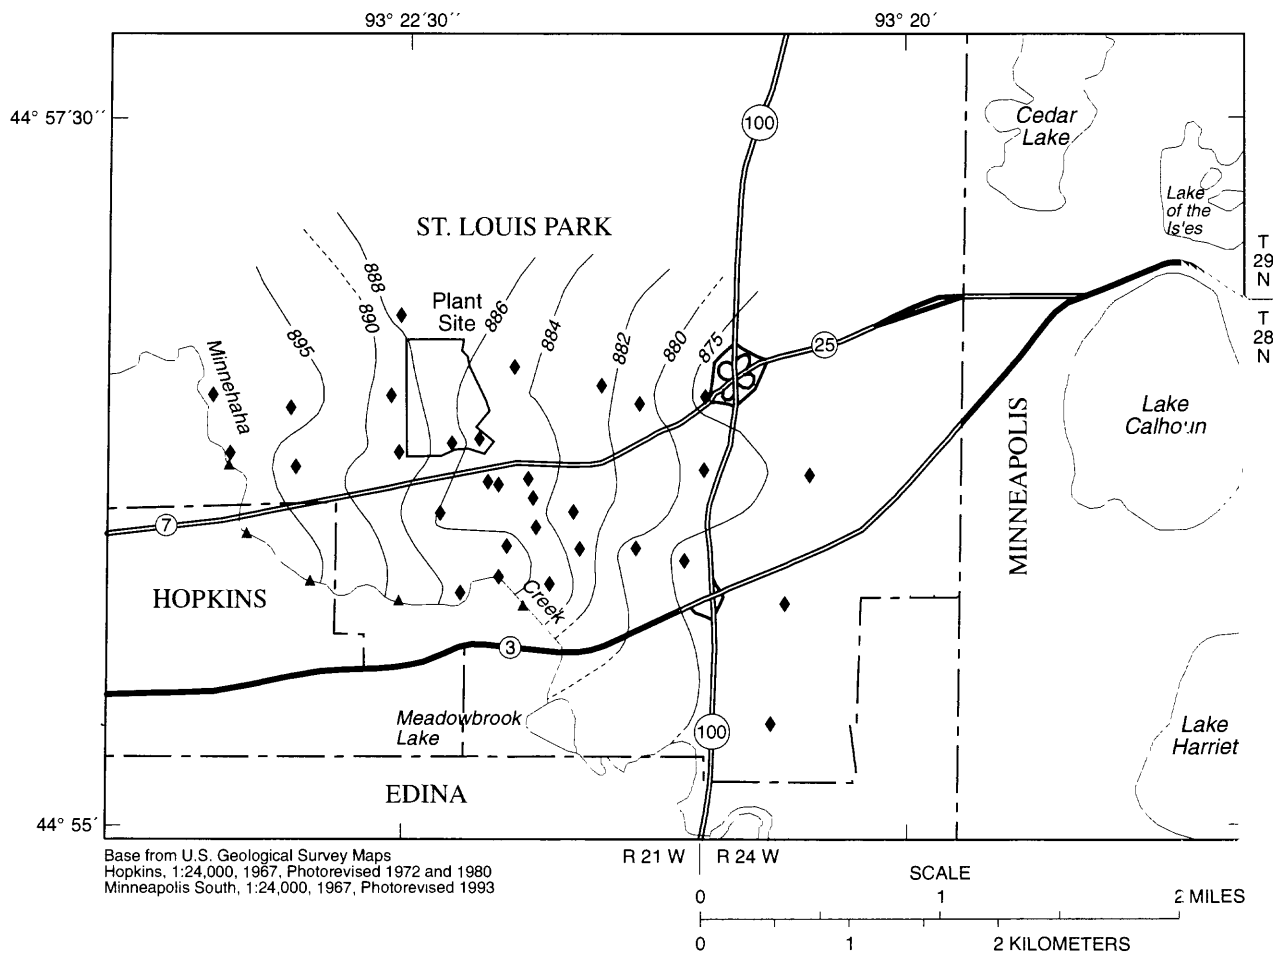 93° 22´30´´
93° 20´
44° 57´30´´
100
Cedar
Lake
Lake
of the
Is'es
ST. LOUIS PARK
T
29
N
T
28
N
888
890
895
Plant
Site
886
884
882
880
875
25
Minnehaha
Lake
Calhoun
MINNEAPOLIS
7
HOPKINS
Creek
3
Meadowbrook
Lake
100
Lake
Harriet
EDINA
44° 55´
Base from U.S. Geological Survey Maps
Hopkins, 1:24,000, 1967, Photorevised 1972 and 1980
Minneapolis South, 1:24,000, 1967, Photorevised 1993
R 21 W
R 24 W
SCALE
0 1 2 MILES
0 1 2 KILOMETERS